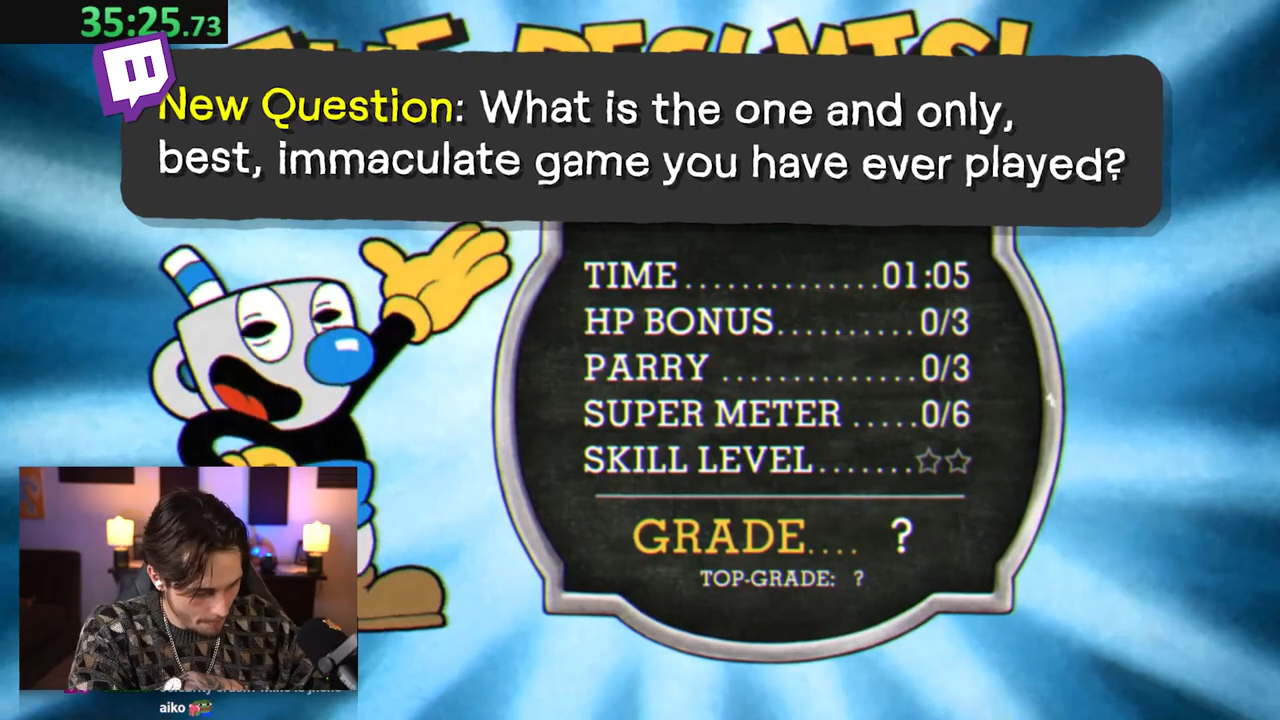 35:25.73
New Question: What is the one and only,
best, immaculate game you have ever played?
TIME..............01:05
HP BONUS..........0/3
PARRY ..............0/3
SUPER METER .....0/6
SKILL LEVEL.......☆☆
GRADE.... ?
TOP-GRADE: ?
aiko